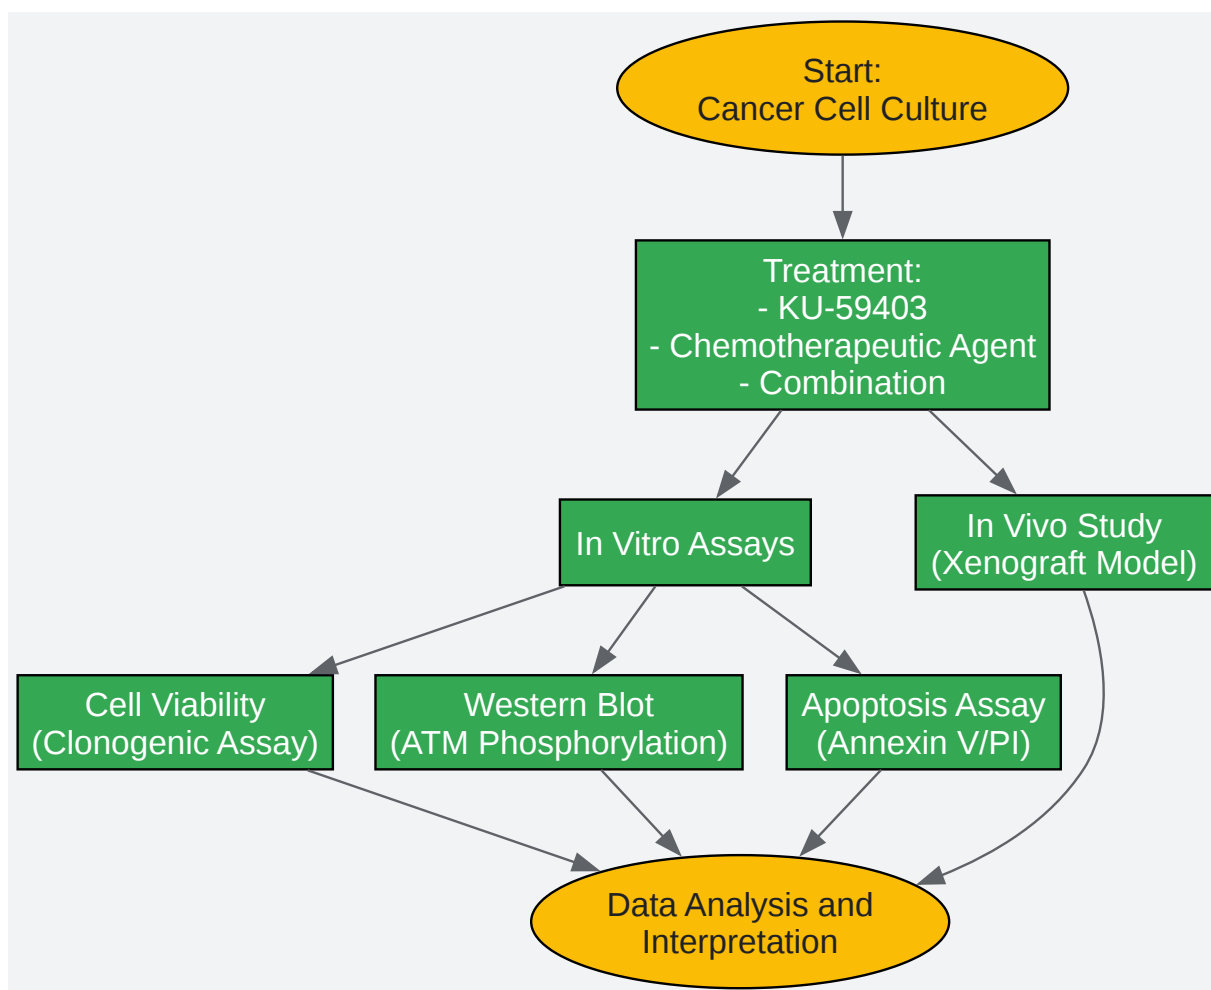 Start:
Cancer Cell Culture
Treatment:
- KU-59403
- Chemotherapeutic Agent
- Combination
In Vitro Assays
In Vivo Study
(Xenograft Model)
Cell Viability
(Clonogenic Assay)
Western Blot
(ATM Phosphorylation)
Apoptosis Assay
(Annexin V/PI)
Data Analysis and
Interpretation